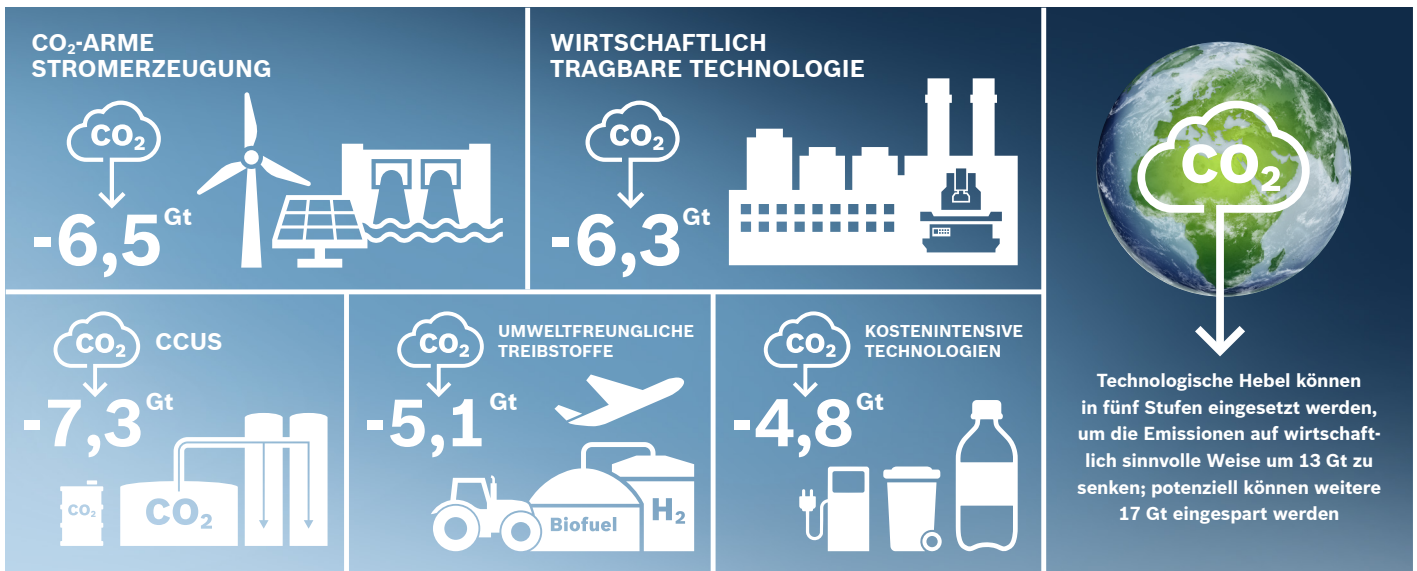 CO₂-ARME
STROMERZEUGUNG
CO₂
-6,5 Gt
WIRTSCHAFTLICH
TRAGBARE TECHNOLOGIE
CO₂
-6,3 Gt
CO₂
CCUS
-7,3 Gt
CO₂
CO₂
CO₂
UMWELTFREUNGLICHE
TREIBSTOFFE
-5,1 Gt
Biofuel
H₂
CO₂
KOSTENINTENSIVE
TECHNOLOGIEN
-4,8 Gt
CO₂
Technologische Hebel können
in fünf Stufen eingesetzt werden,
um die Emissionen auf wirtschaft-
lich sinnvolle Weise um 13 Gt zu
senken; potenziell können weitere
17 Gt eingespart werden